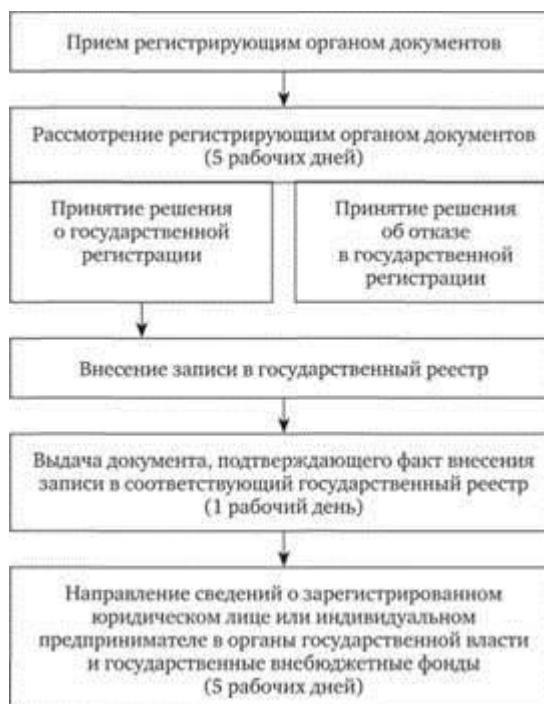 Прием регистрирующим органом документов
Рассмотрение регистрирующим органом документов
(5 рабочих дней)
Принятие решения
о государственной
регистрации
Принятие решения
об отказе
в государственной
регистрации
Внесение записи в государственный реестр
Выдача документа, подтверждающего факт внесения
записи в соответствующий государственный реестр
(1 рабочий день)
Направление сведений о зарегистрированном
юридическом лице или индивидуальном
предпринимателе в органы государственной власти
и государственные внебюджетные фонды
(5 рабочих дней)